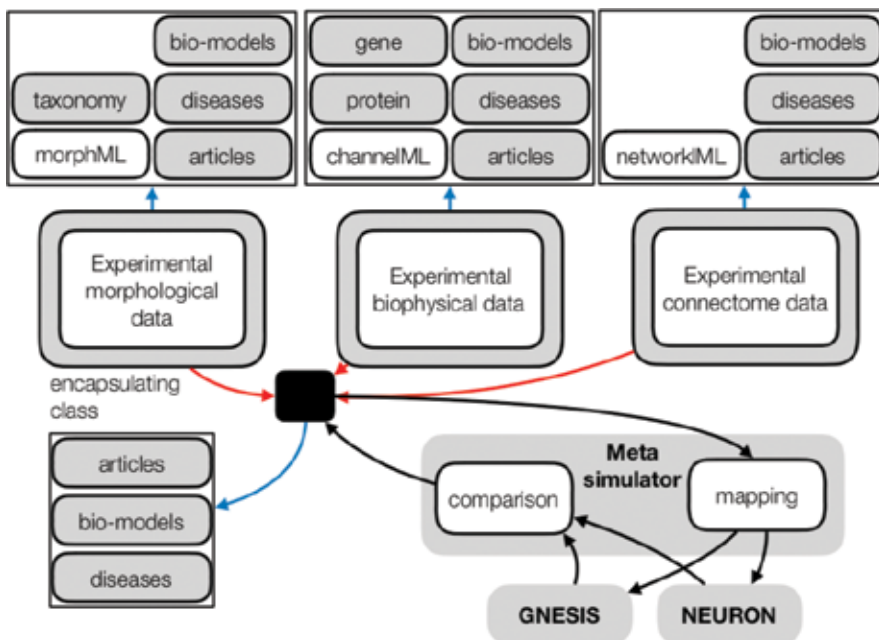 bio-models
taxonomy
diseases
morphML
articles
gene
bio-models
protein
diseases
channelML
articles
bio-models
diseases
networklML
articles
Experimental
morphological
data
Experimental
biophysical data
Experimental
connectome data
encapsulating
class
articles
bio-models
diseases
Meta
simulator
comparison
mapping
GNESIS
NEURON